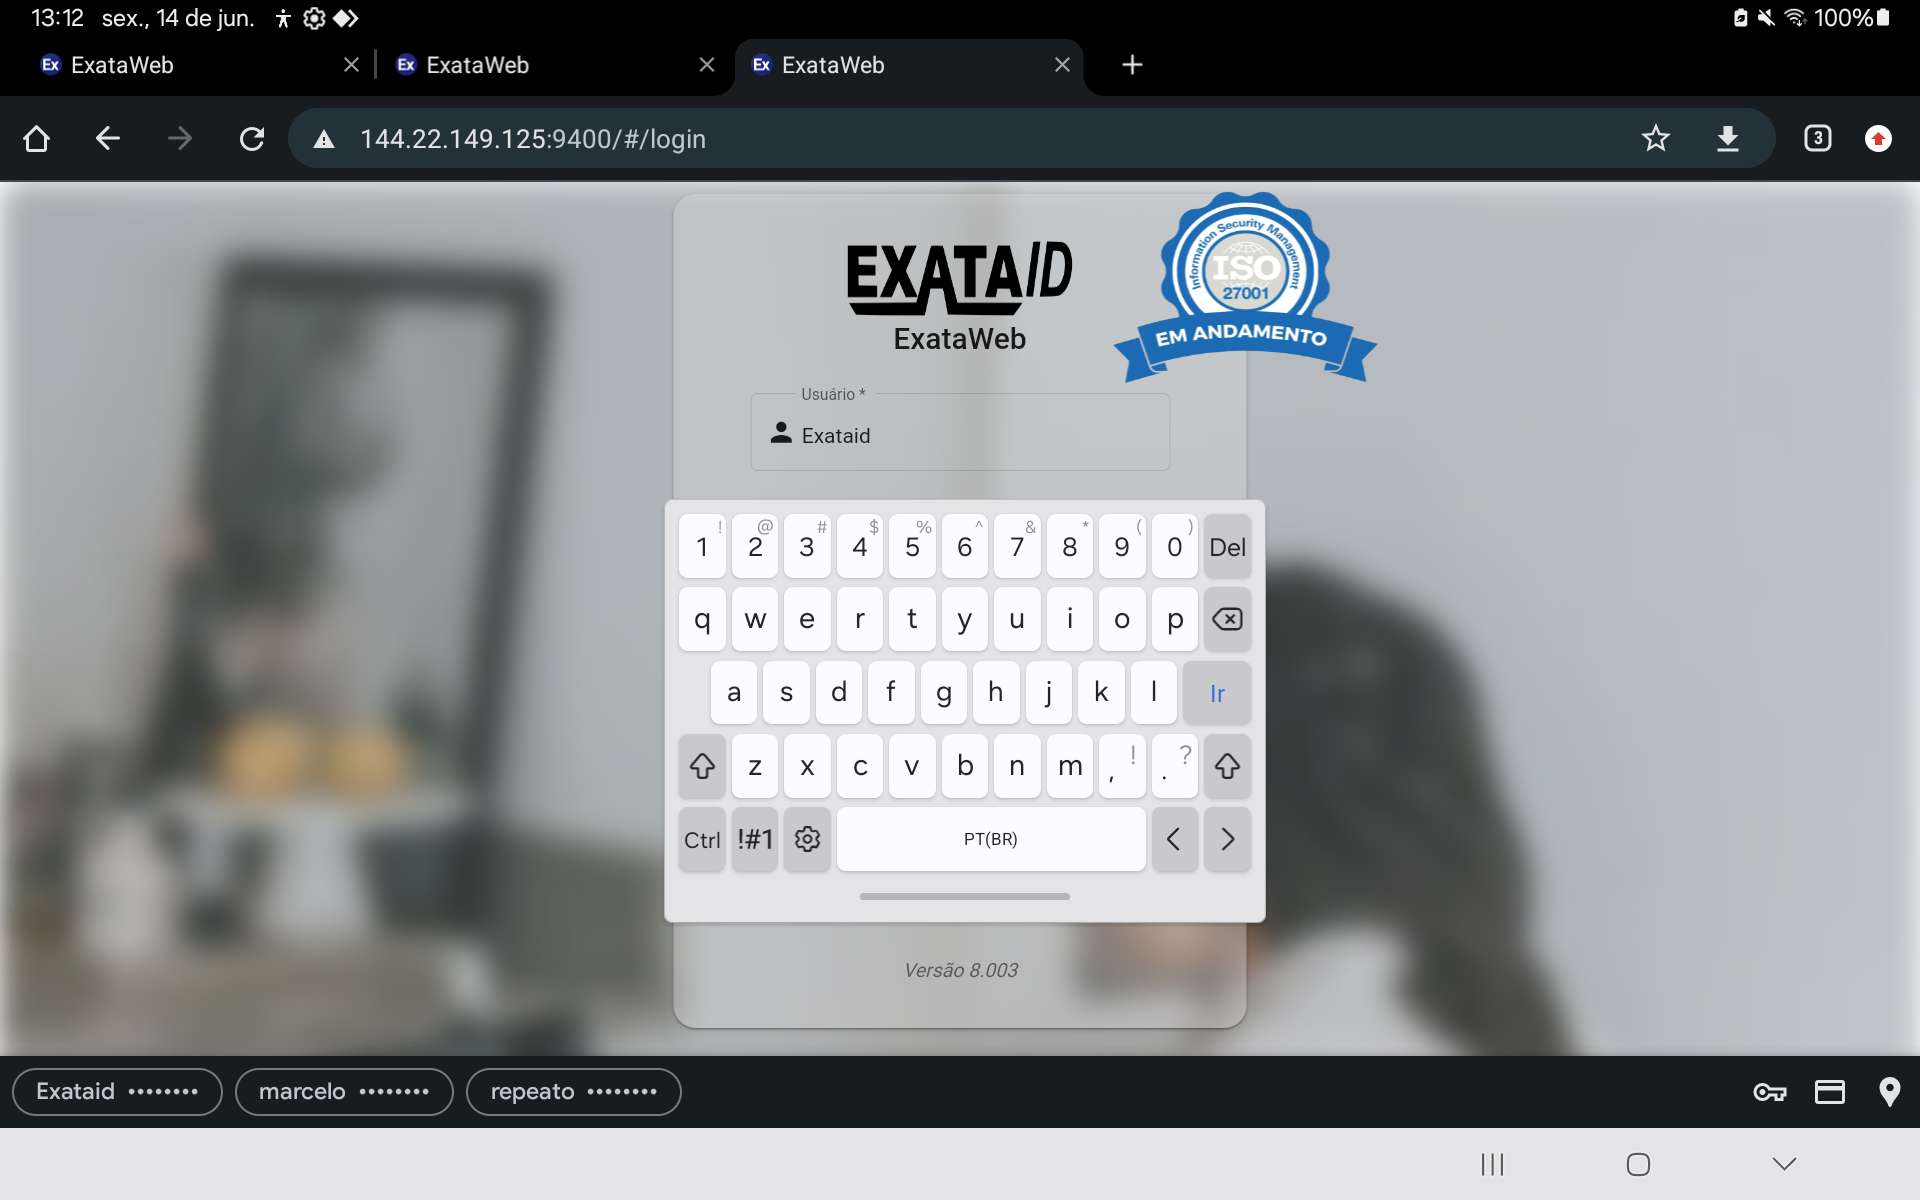 13:12 sex., 14 de jun. 100%
Ex ExataWeb Ex ExataWeb Ex ExataWeb
144.22.149.125:9400/#/login 3
Information Security Management
ISO
27001
EM ANDAMENTO
EXATAID
ExataWeb
Usuário *
Exataid
1 ! 2 @ 3 # 4 $ 5 % 6 ^ 7 & 8 * 9 ( 0 ) Del
q w e r t y u i o p
a s d f g h j k l Ir
z x c v b n m , ! . ?
Ctrl !#1 PT(BR) < >
Versão 8.003
Exataid •••••••• marcelo •••••••• repeato ••••••••